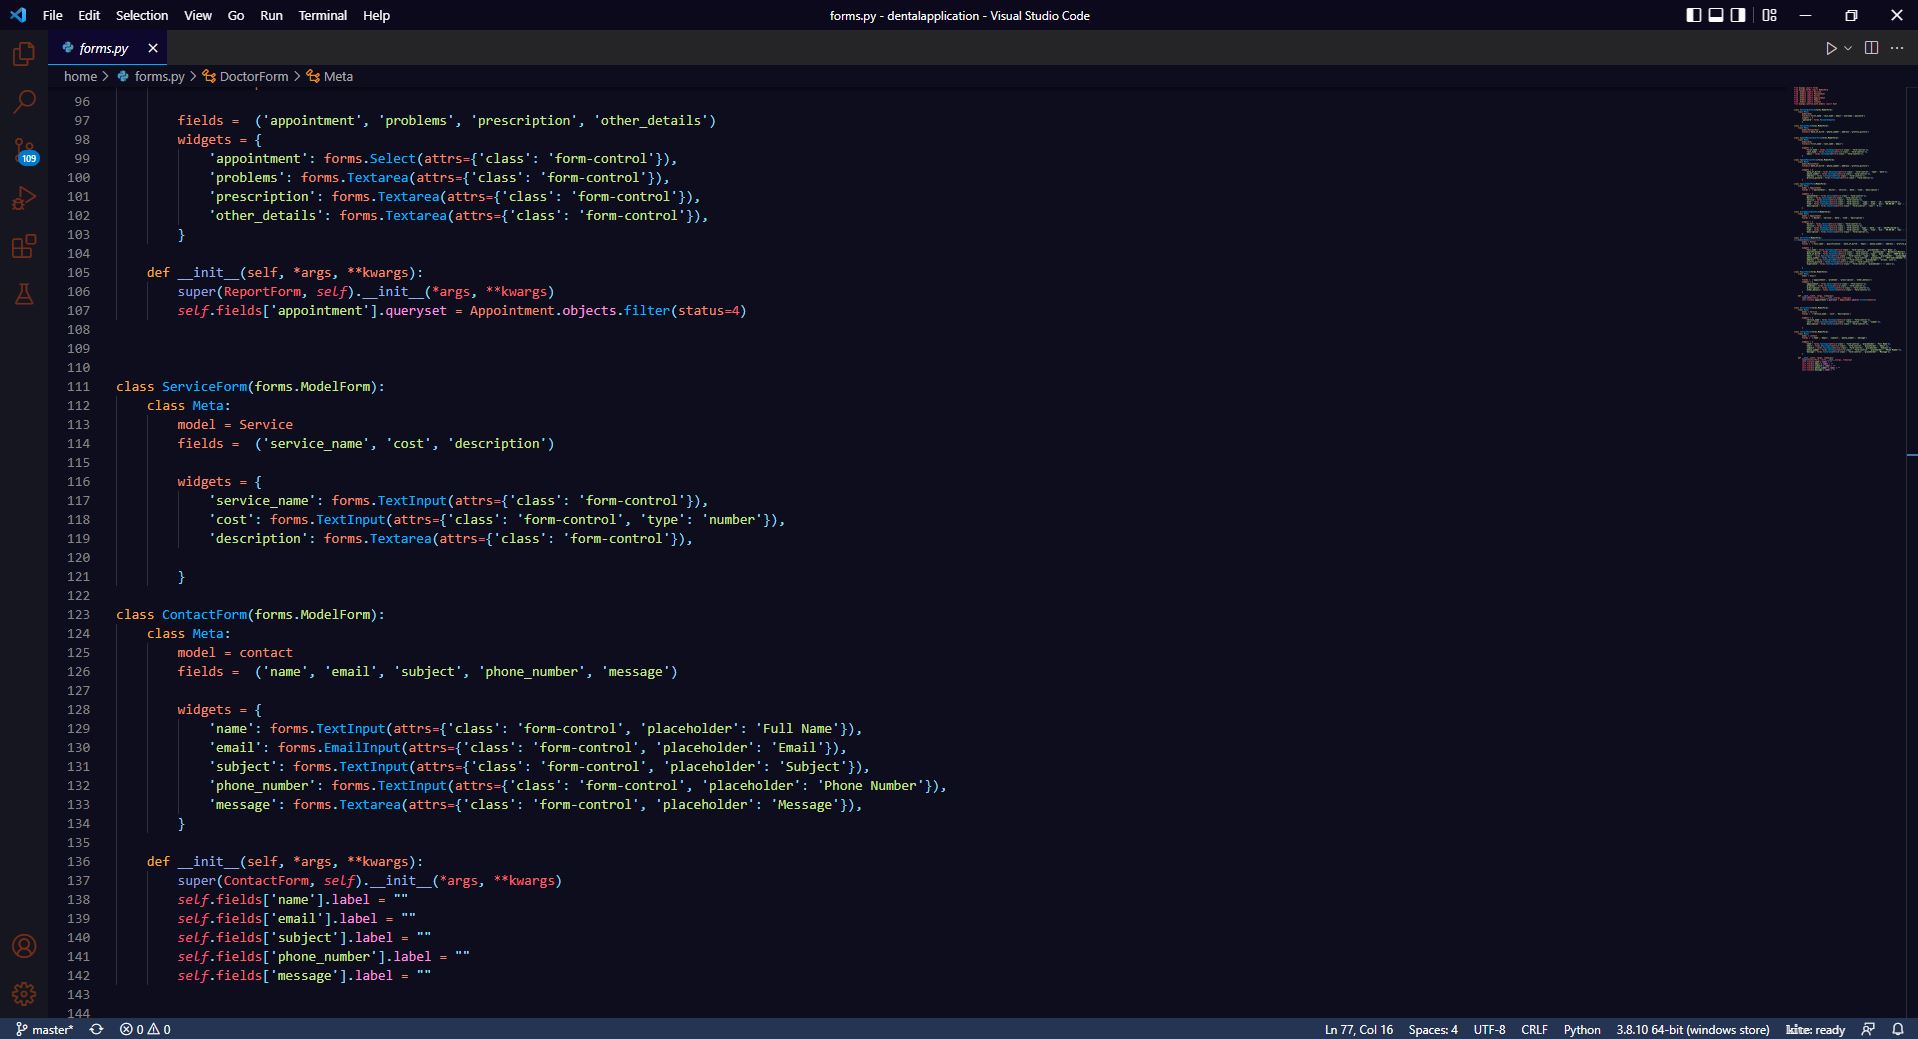 File Edit Selection View Go Run Terminal Help
forms.py - dentalapplication - Visual Studio Code
forms.py
home > forms.py > DoctorForm > Meta
96
97 fields =  ('appointment', 'problems', 'prescription', 'other_details')
98 widgets = {
99 'appointment': forms.Select(attrs={'class': 'form-control'}),
100 'problems': forms.Textarea(attrs={'class': 'form-control'}),
101 'prescription': forms.Textarea(attrs={'class': 'form-control'}),
102 'other_details': forms.Textarea(attrs={'class': 'form-control'}),
103 }
104
105 def __init__(self, *args, **kwargs):
106 super(ReportForm, self).__init__(*args, **kwargs)
107 self.fields['appointment'].queryset = Appointment.objects.filter(status=4)
108
109
110
111 class ServiceForm(forms.ModelForm):
112 class Meta:
113 model = Service
114 fields =  ('service_name', 'cost', 'description')
115
116 widgets = {
117 'service_name': forms.TextInput(attrs={'class': 'form-control'}),
118 'cost': forms.TextInput(attrs={'class': 'form-control', 'type': 'number'}),
119 'description': forms.Textarea(attrs={'class': 'form-control'}),
120
121 }
122
123 class ContactForm(forms.ModelForm):
124 class Meta:
125 model = contact
126 fields =  ('name', 'email', 'subject', 'phone_number', 'message')
127
128 widgets = {
129 'name': forms.TextInput(attrs={'class': 'form-control', 'placeholder': 'Full Name'}),
130 'email': forms.EmailInput(attrs={'class': 'form-control', 'placeholder': 'Email'}),
131 'subject': forms.TextInput(attrs={'class': 'form-control', 'placeholder': 'Subject'}),
132 'phone_number': forms.TextInput(attrs={'class': 'form-control', 'placeholder': 'Phone Number'}),
133 'message': forms.Textarea(attrs={'class': 'form-control', 'placeholder': 'Message'}),
134 }
135
136 def __init__(self, *args, **kwargs):
137 super(ContactForm, self).__init__(*args, **kwargs)
138 self.fields['name'].label = ""
139 self.fields['email'].label = ""
140 self.fields['subject'].label = ""
141 self.fields['phone_number'].label = ""
142 self.fields['message'].label = ""
143
144
109
master* 0 0 Ln 77, Col 16 Spaces: 4 UTF-8 CRLF Python 3.8.10 64-bit (windows store) kite: ready